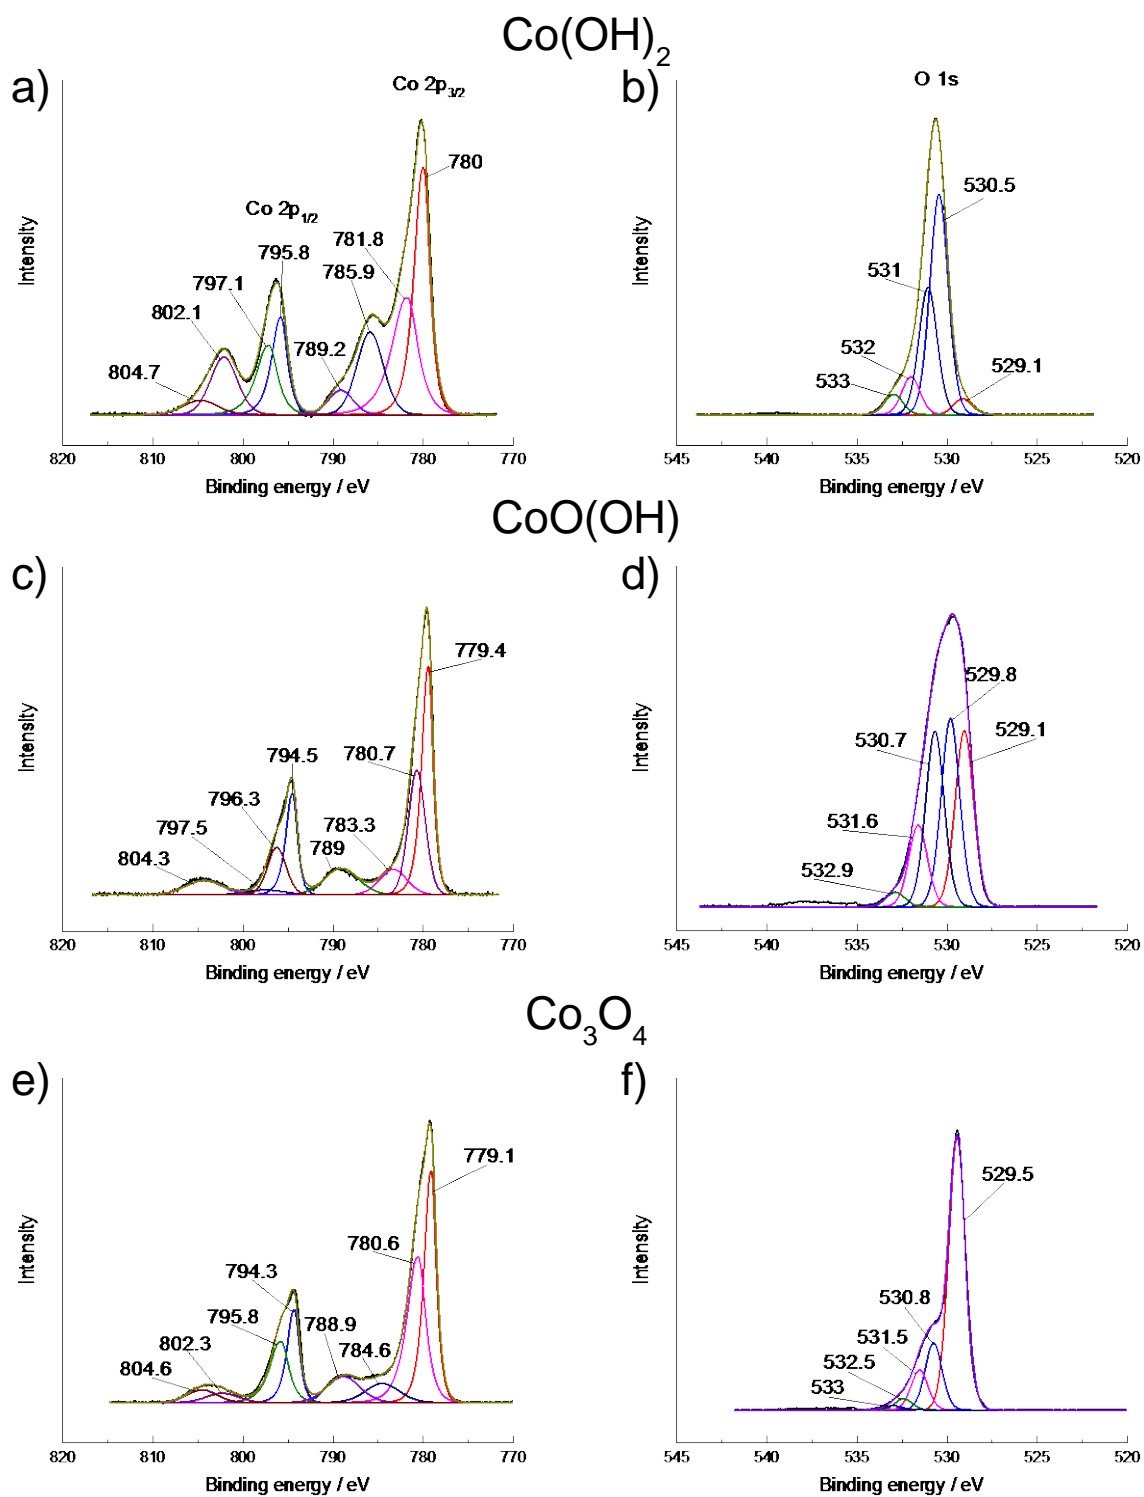 Co(OH)₂
a)
Co 2p₃/₂
780
Co 2p₁/₂
781.8
795.8
785.9
797.1
802.1
789.2
804.7
Intensity
820 810 800 790 780 770
Binding energy / eV
b)
O 1s
530.5
531
532
529.1
533
Intensity
545 540 535 530 525 520
Binding energy / eV
CoO(OH)
c)
779.4
780.7
794.5
796.3
783.3
797.5
789
804.3
Intensity
820 810 800 790 780 770
Binding energy / eV
d)
529.8
529.1
530.7
531.6
532.9
Intensity
545 540 535 530 525 520
Binding energy / eV
Co₃O₄
e)
779.1
780.6
794.3
795.8
788.9
802.3
784.6
804.6
Intensity
820 810 800 790 780 770
Binding energy / eV
f)
529.5
530.8
531.5
532.5
533
Intensity
545 540 535 530 525 520
Binding energy / eV